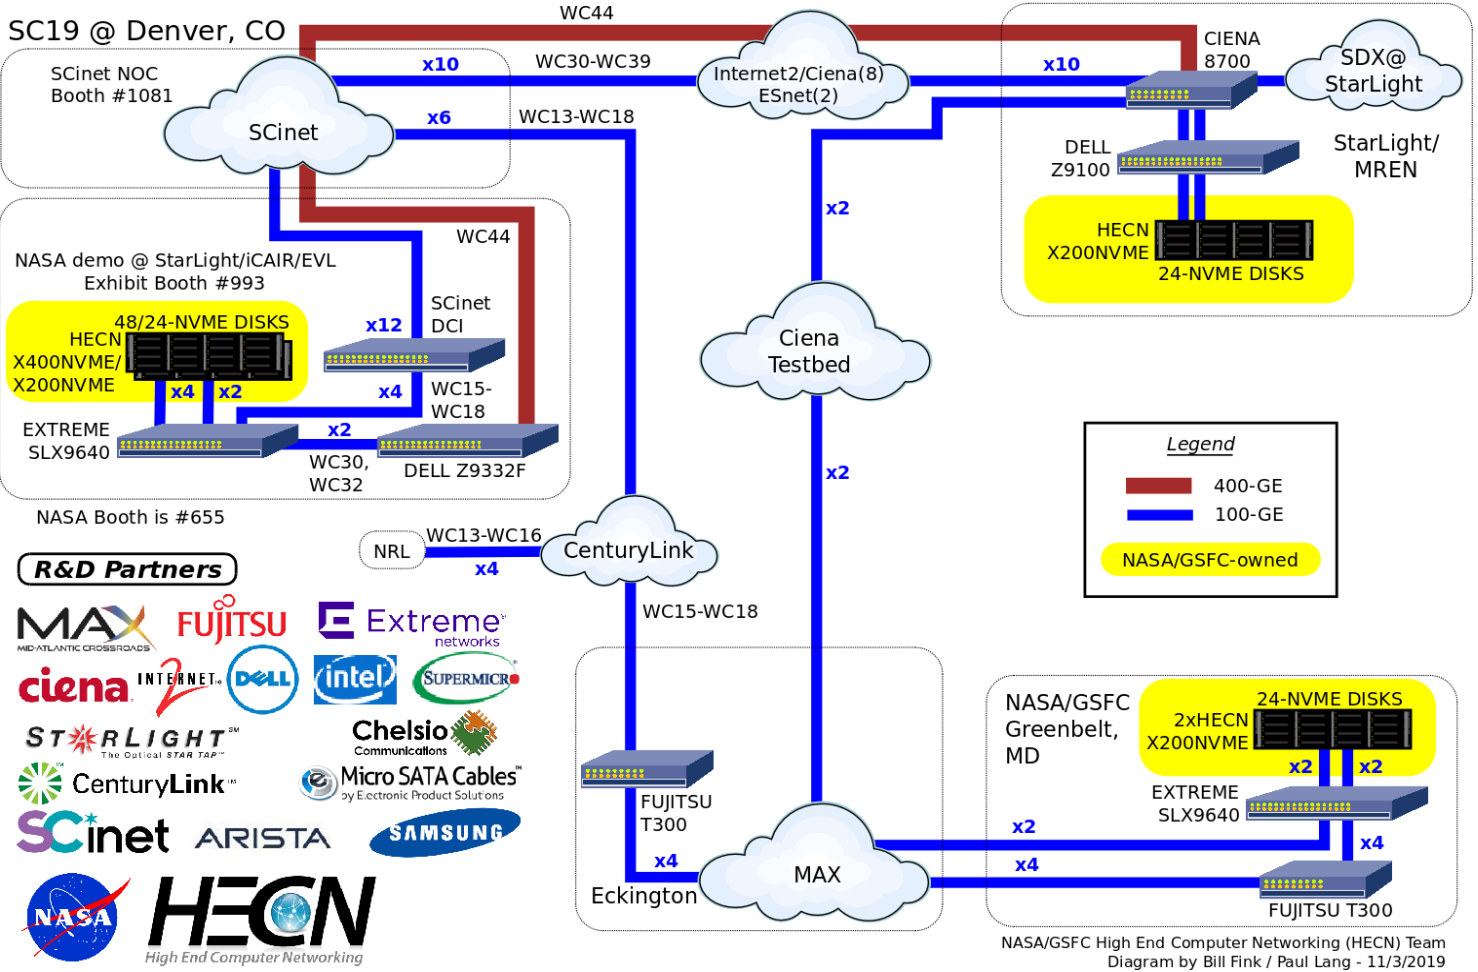 SC19 @ Denver, CO
WC44
SCinet NOC
Booth #1081
x10
WC30-WC39
Internet2/Ciena(8)
ESnet(2)
x10
CIENA
8700
SDX@
StarLight
SCinet
x6
WC13-WC18
DELL
Z9100
StarLight/
MREN
x2
HECN
X200NVME
24-NVME DISKS
WC44
NASA demo @ StarLight/iCAIR/EVL
Exhibit Booth #993
48/24-NVME DISKS
HECN
X400NVME/
X200NVME
x4
x2
x12
SCinet
DCI
x4
WC15-
WC18
EXTREME
SLX9640
x2
WC30,
WC32
DELL Z9332F
Ciena
Testbed
x2
NASA Booth is #655
Legend
400-GE
100-GE
NASA/GSFC-owned
NRL
WC13-WC16
x4
CenturyLink
WC15-WC18
R&D Partners
MAX
MID-ATLANTIC CROSSROADS
FUJITSU
Extreme
networks
ciena
INTERNET
2
DELL
intel
SUPERMICRO
STARLIGHT SM
The Optical STAR TAP™
Chelsio
Communications
CenturyLink™
Micro SATA Cables™
by Electronic Product Solutions
SCinet
ARISTA
SAMSUNG
NASA
HECN
High End Computer Networking
FUJITSU
T300
x4
Eckington
MAX
x2
x4
NASA/GSFC
Greenbelt,
MD
24-NVME DISKS
2xHECN
X200NVME
x2
x2
EXTREME
SLX9640
x4
FUJITSU T300
NASA/GSFC High End Computer Networking (HECN) Team
Diagram by Bill Fink / Paul Lang - 11/3/2019